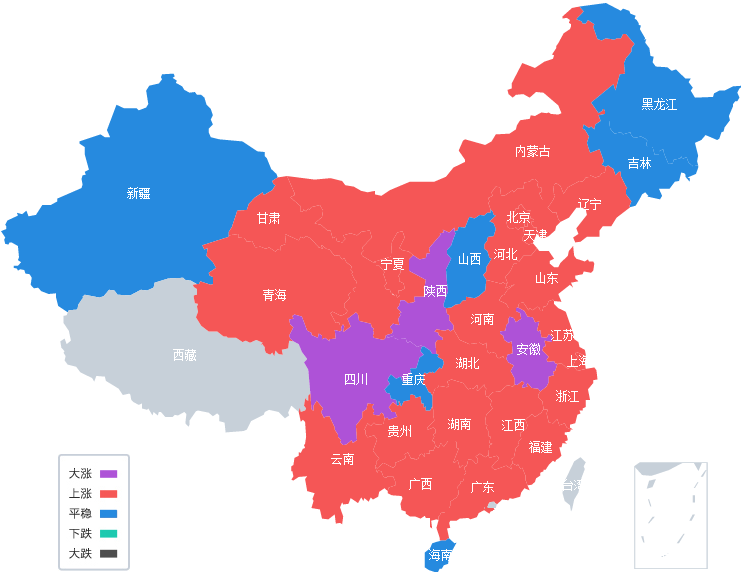 黑龙江
内蒙古
吉林
新疆
辽宁
北京
甘肃
天津
河北
山西
宁夏
山东
陕西
青海
河南
江苏
安徽
西藏
湖北
上海
四川
重庆
浙江
湖南
江西
贵州
福建
云南
广西
广东
台湾
海南
大涨
上涨
平稳
下跌
大跌